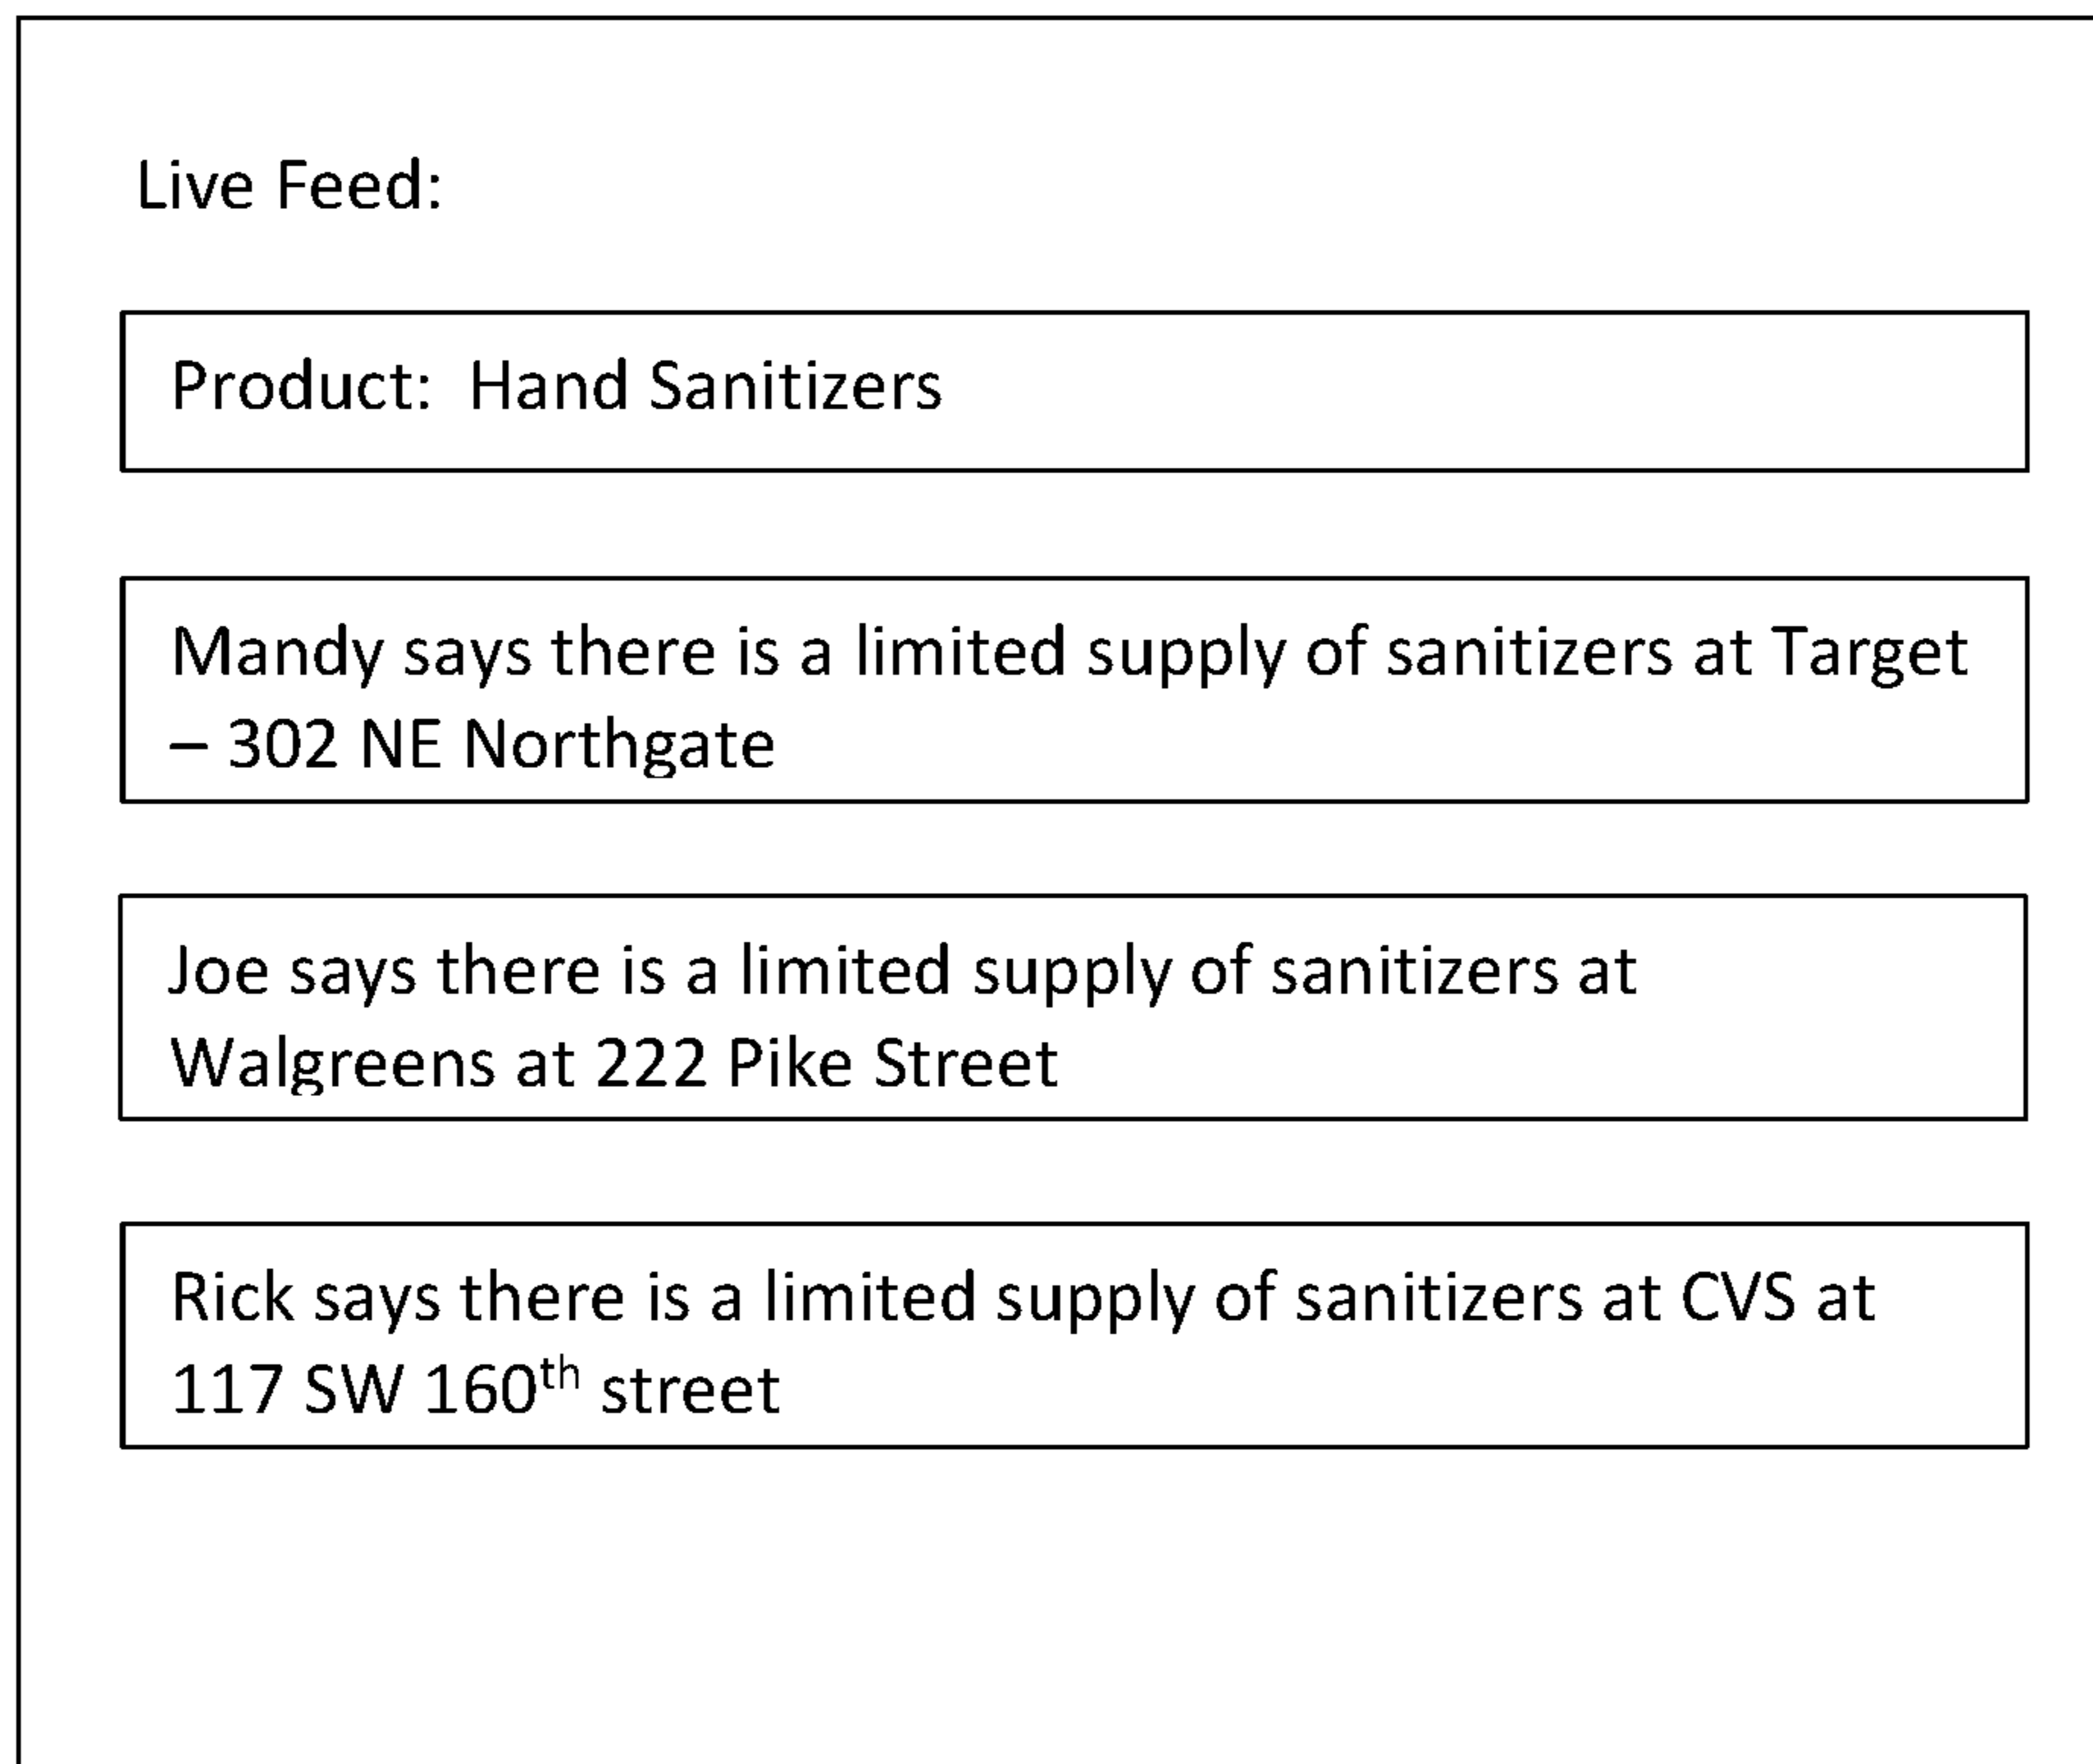 Live Feed:
Product:  Hand Sanitizers
Mandy says there is a limited supply of sanitizers at Target
– 302 NE Northgate
Joe says there is a limited supply of sanitizers at
Walgreens at 222 Pike Street
Rick says there is a limited supply of sanitizers at CVS at
117 SW 160th street